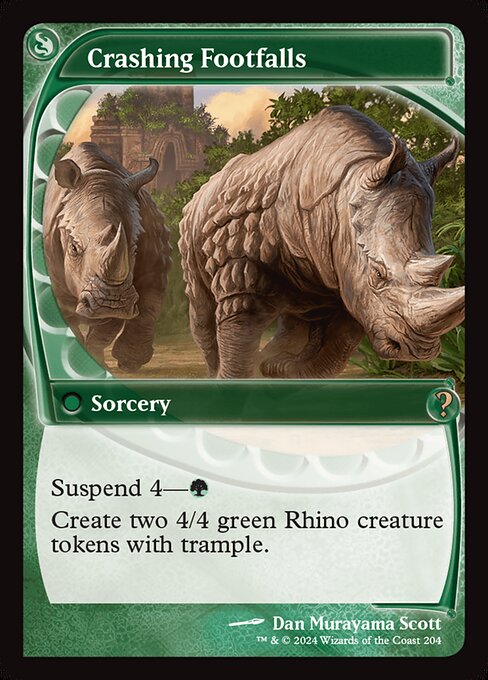 Crashing Footfalls
Sorcery
?
Suspend 4—
Create two 4/4 green Rhino creature
tokens with trample.
Dan Murayama Scott
™ & © 2024 Wizards of the Coast 204